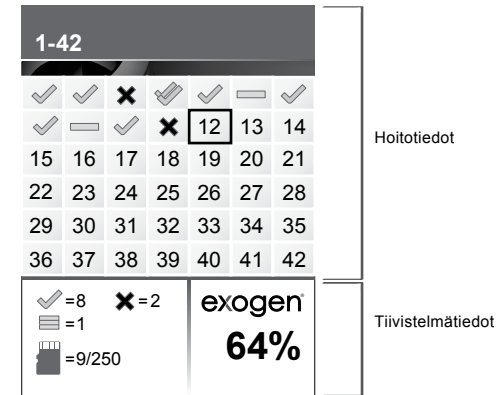 1-42
12 13 14
15 16 17 18 19 20 21
22 23 24 25 26 27 28
29 30 31 32 33 34 35
36 37 38 39 40 41 42
Hoitotiedot
=8 =2
=1
=9/250
exogen
64%
Tiivistelmätiedot